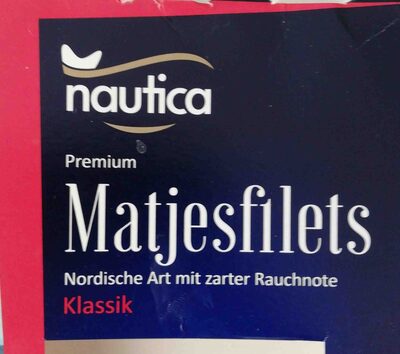 nautica
Premium
Matjesfilets
Nordische Art mit zarter Rauchnote
Klassik